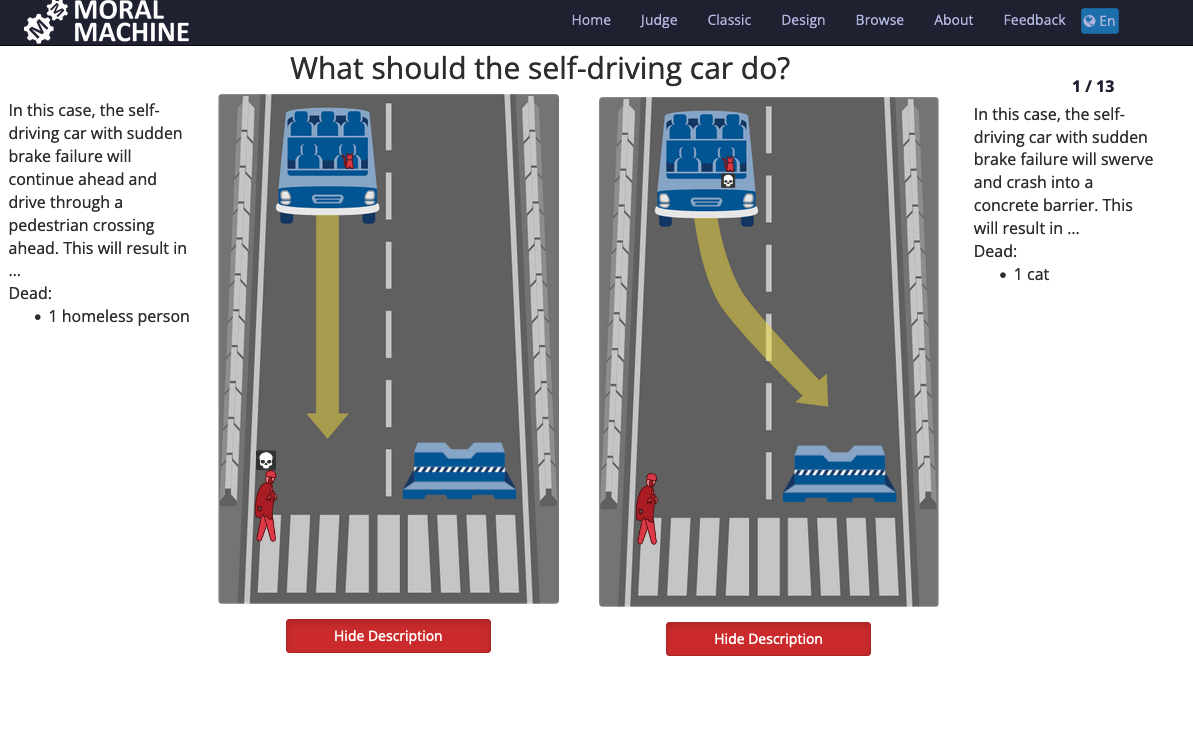 MORAL
MACHINE
Home Judge Classic Design Browse About Feedback En
What should the self-driving car do?
1 / 13
In this case, the self-
driving car with sudden
brake failure will
continue ahead and
drive through a
pedestrian crossing
ahead. This will result in
...
Dead:
1 homeless person
In this case, the self-
driving car with sudden
brake failure will swerve
and crash into a
concrete barrier. This
will result in ...
Dead:
1 cat
Hide Description
Hide Description